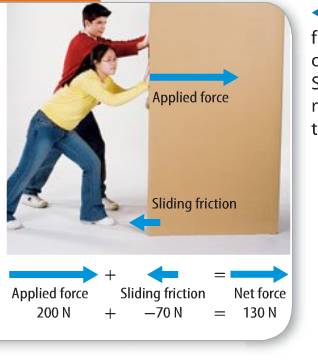 Applied force
Sliding friction
+ =
Applied force Sliding friction Net force
200 N + −70 N = 130 N